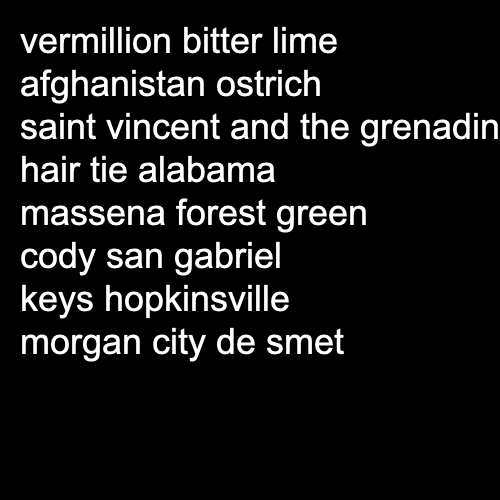 vermillion bitter lime
afghanistan ostrich
saint vincent and the grenadin
hair tie alabama
massena forest green
cody san gabriel
keys hopkinsville
morgan city de smet